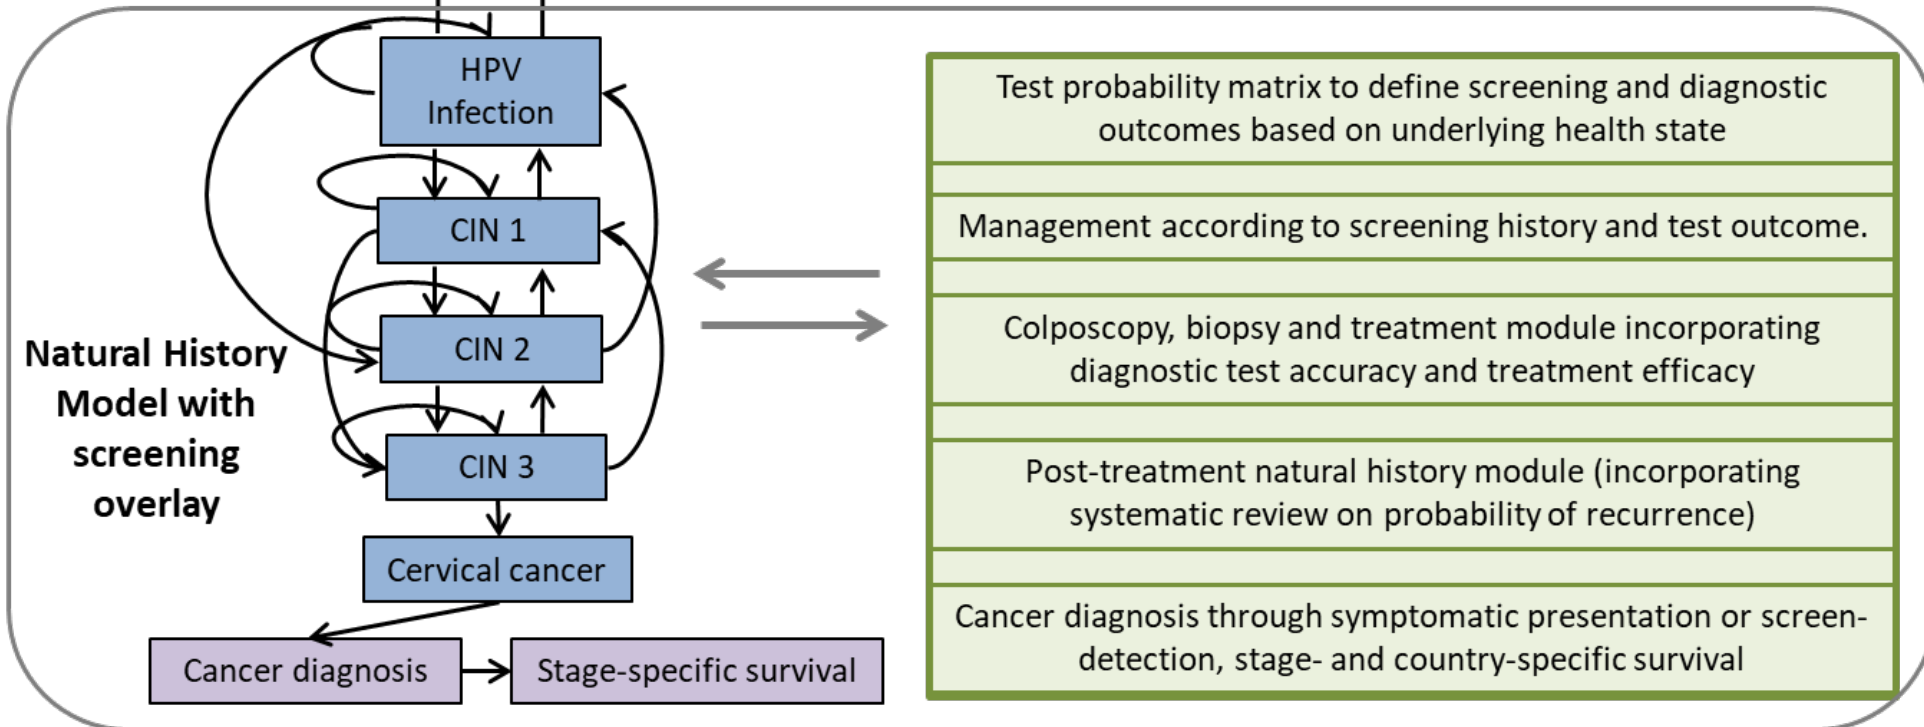 HPV
Infection
CIN 1
CIN 2
CIN 3
Cervical cancer
Cancer diagnosis
Stage-specific survival
Natural History
Model with
screening
overlay
Test probability matrix to define screening and diagnostic
outcomes based on underlying health state
Management according to screening history and test outcome.
Colposcopy, biopsy and treatment module incorporating
diagnostic test accuracy and treatment efficacy
Post-treatment natural history module (incorporating
systematic review on probability of recurrence)
Cancer diagnosis through symptomatic presentation or screen-
detection, stage- and country-specific survival